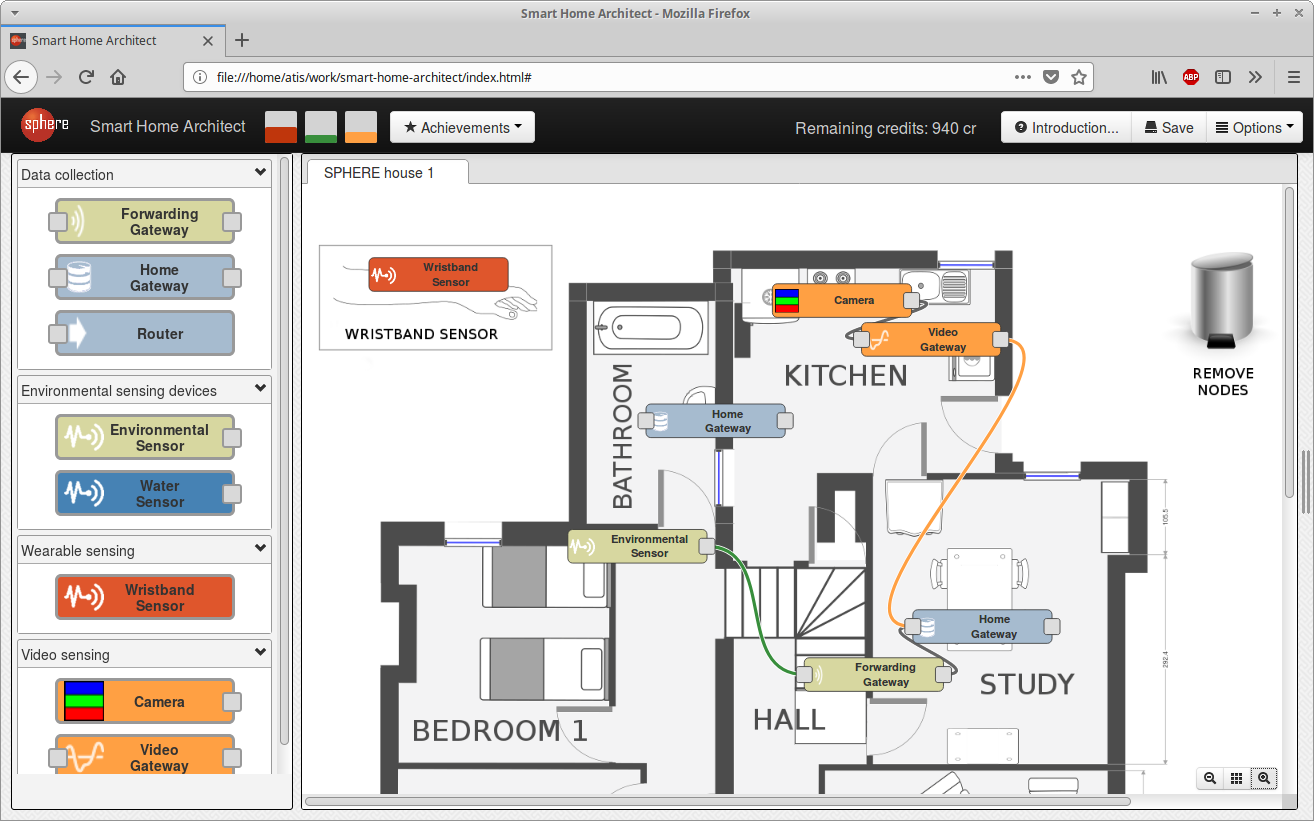 Smart Home Architect - Mozilla Firefox
Smart Home Architect
file:///home/atis/work/smart-home-architect/index.html#
ABP
sphere
Smart Home Architect
Achievements
Remaining credits: 940 cr
Introduction...
Save
Options
Data collection
Forwarding
Gateway
Home
Gateway
Router
Environmental sensing devices
Environmental
Sensor
Water
Sensor
Wearable sensing
Wristband
Sensor
Video sensing
Camera
Video
Gateway
SPHERE house 1
Wristband
Sensor
WRISTBAND SENSOR
Camera
Video
Gateway
KITCHEN
REMOVE
NODES
BATHROOM
Home
Gateway
Environmental
Sensor
105.5
Home
Gateway
Forwarding
Gateway
292.4
STUDY
HALL
BEDROOM 1